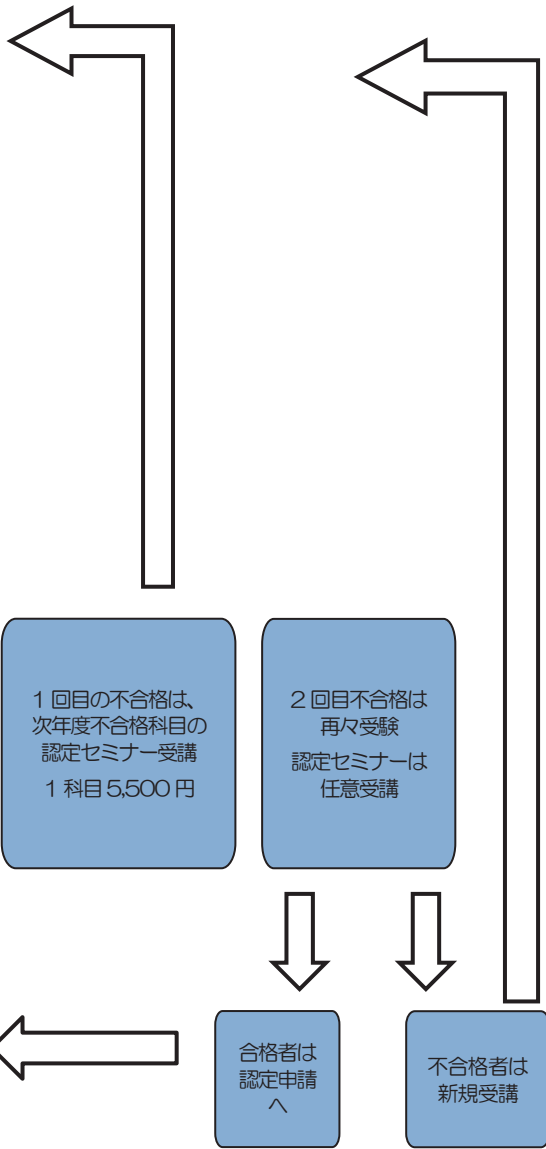 1回目の不合格は、
次年度不合格科目の
認定セミナー受講
1科目5,500円
2回目不合格は
再々受験
認定セミナーは
任意受講
合格者は
認定申請
へ
不合格者は
新規受講